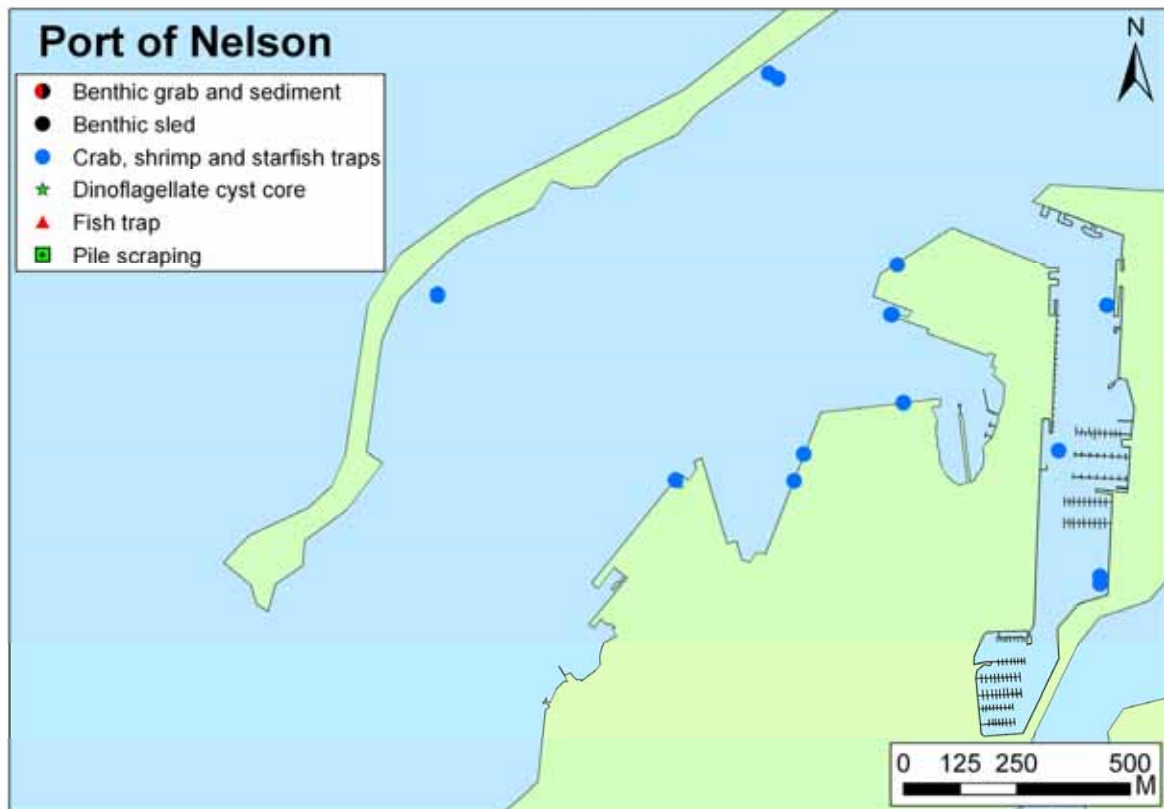 Port of Nelson
Benthic grab and sediment
Benthic sled
Crab, shrimp and starfish traps
Dinoflagellate cyst core
Fish trap
Pile scraping
N
0 125 250 500
M